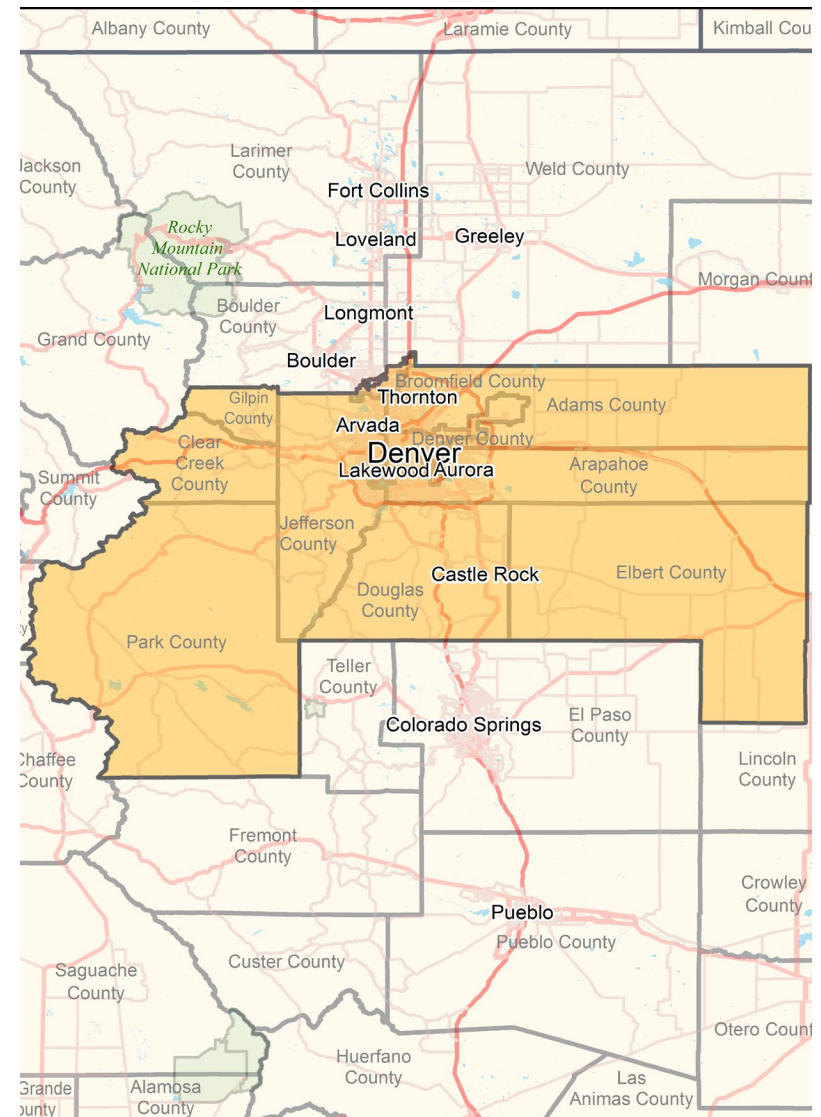 Albany County
Laramie County
Kimball Cou
Larimer
County
Weld County
Jackson
County
Fort Collins
Rocky
Mountain
National Park
Loveland
Greeley
Morgan Count
Boulder
County
Longmont
Grand County
Boulder
Broomfield County
Gilpin
County
Thornton
Adams County
Arvada
Denver County
Clear
Creek
County
Denver
Lakewood
Aurora
Arapahoe
County
Summit
County
Jefferson
County
Castle Rock
Elbert County
Douglas
County
Park County
Teller
County
Colorado Springs
El Paso
County
Chaffee
County
Lincoln
County
Fremont
County
Crowley
County
Pueblo
Pueblo County
Custer County
Saguache
County
Otero Count
Huerfano
County
Las
Animas County
Grande
ounty
Alamosa
County